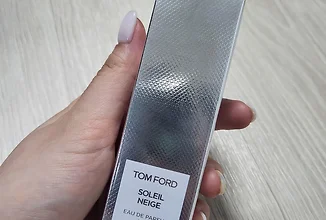 TOM FORD
SOLEIL
NEIGE
EAU DE PARFUM